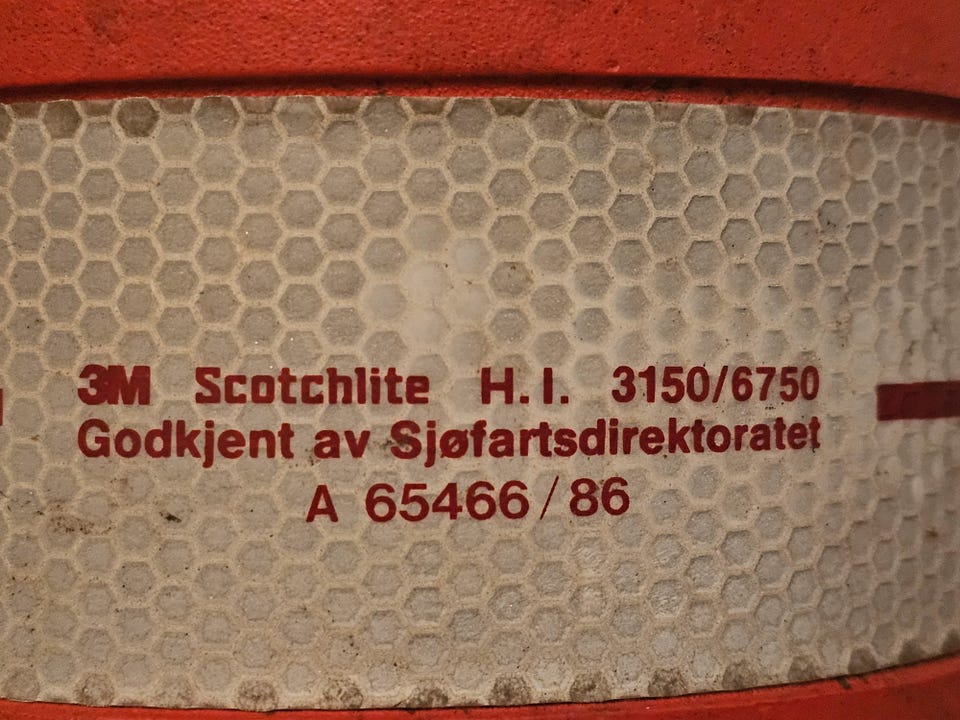 3M Scotchlite H.I. 3150/6750
Godkjent av Sjøfartsdirektoratet
A 65466/86